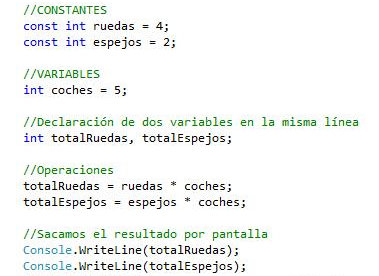 //CONSTANTES
const int ruedas = 4;
const int espejos = 2;
//VARIABLES
int coches = 5;
//Declaración de dos variables en la misma línea
int totalRuedas, totalEspejos;
//Operaciones
totalRuedas = ruedas * coches;
totalEspejos = espejos * coches;
//Sacamos el resultado por pantalla
Console.WriteLine(totalRuedas);
Console.WriteLine(totalEspejos);